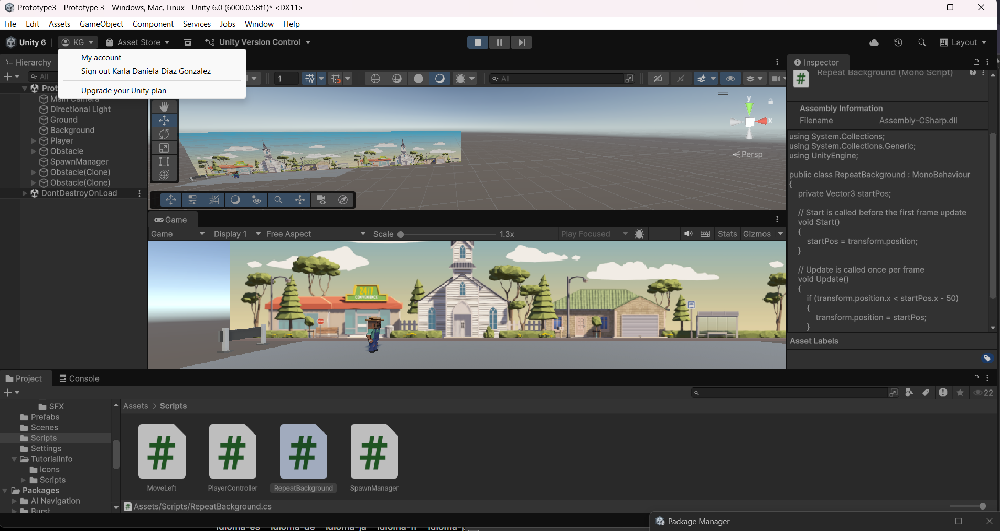 Prototype3 - Prototype 3 - Windows, Mac, Linux - Unity 6.0 (6000.0.58f1)* <DX11>
File Edit Assets GameObject Component Services Jobs Window Help
Unity 6 KG Asset Store Unity Version Control Layout
My account
Sign out Karla Daniela Diaz Gonzalez
Upgrade your Unity plan
Hierarchy
All
Prot
Main Camera
Directional Light
Ground
Background
Player
Obstacle
SpawnManager
Obstacle(Clone)
Obstacle(Clone)
DontDestroyOnLoad
1 All 2D
y
x
Persp
Game
Game Display 1 Free Aspect Scale 1.3x Play Focused Stats Gizmos
24/7
CONVENIENCE
STOP
Inspector
Repeat Background (Mono Script)
Assembly Information
Filename Assembly-CSharp.dll
using System.Collections;
using System.Collections.Generic;
using UnityEngine;
public class RepeatBackground : MonoBehaviour
{
private Vector3 startPos;
// Start is called before the first frame update
void Start()
{
startPos = transform.position;
}
// Update is called once per frame
void Update()
{
if (transform.position.x < startPos.x - 50)
{
transform.position = startPos;
}
Asset Labels
Project Console
22
SFX
Prefabs
Scenes
Scripts
Settings
TutorialInfo
Icons
Scripts
Packages
AI Navigation
Burst
Assets > Scripts
MoveLeft PlayerController RepeatBackground SpawnManager
Assets/Scripts/RepeatBackground.cs
Package Manager
idioma-es idioma-de idioma-ja